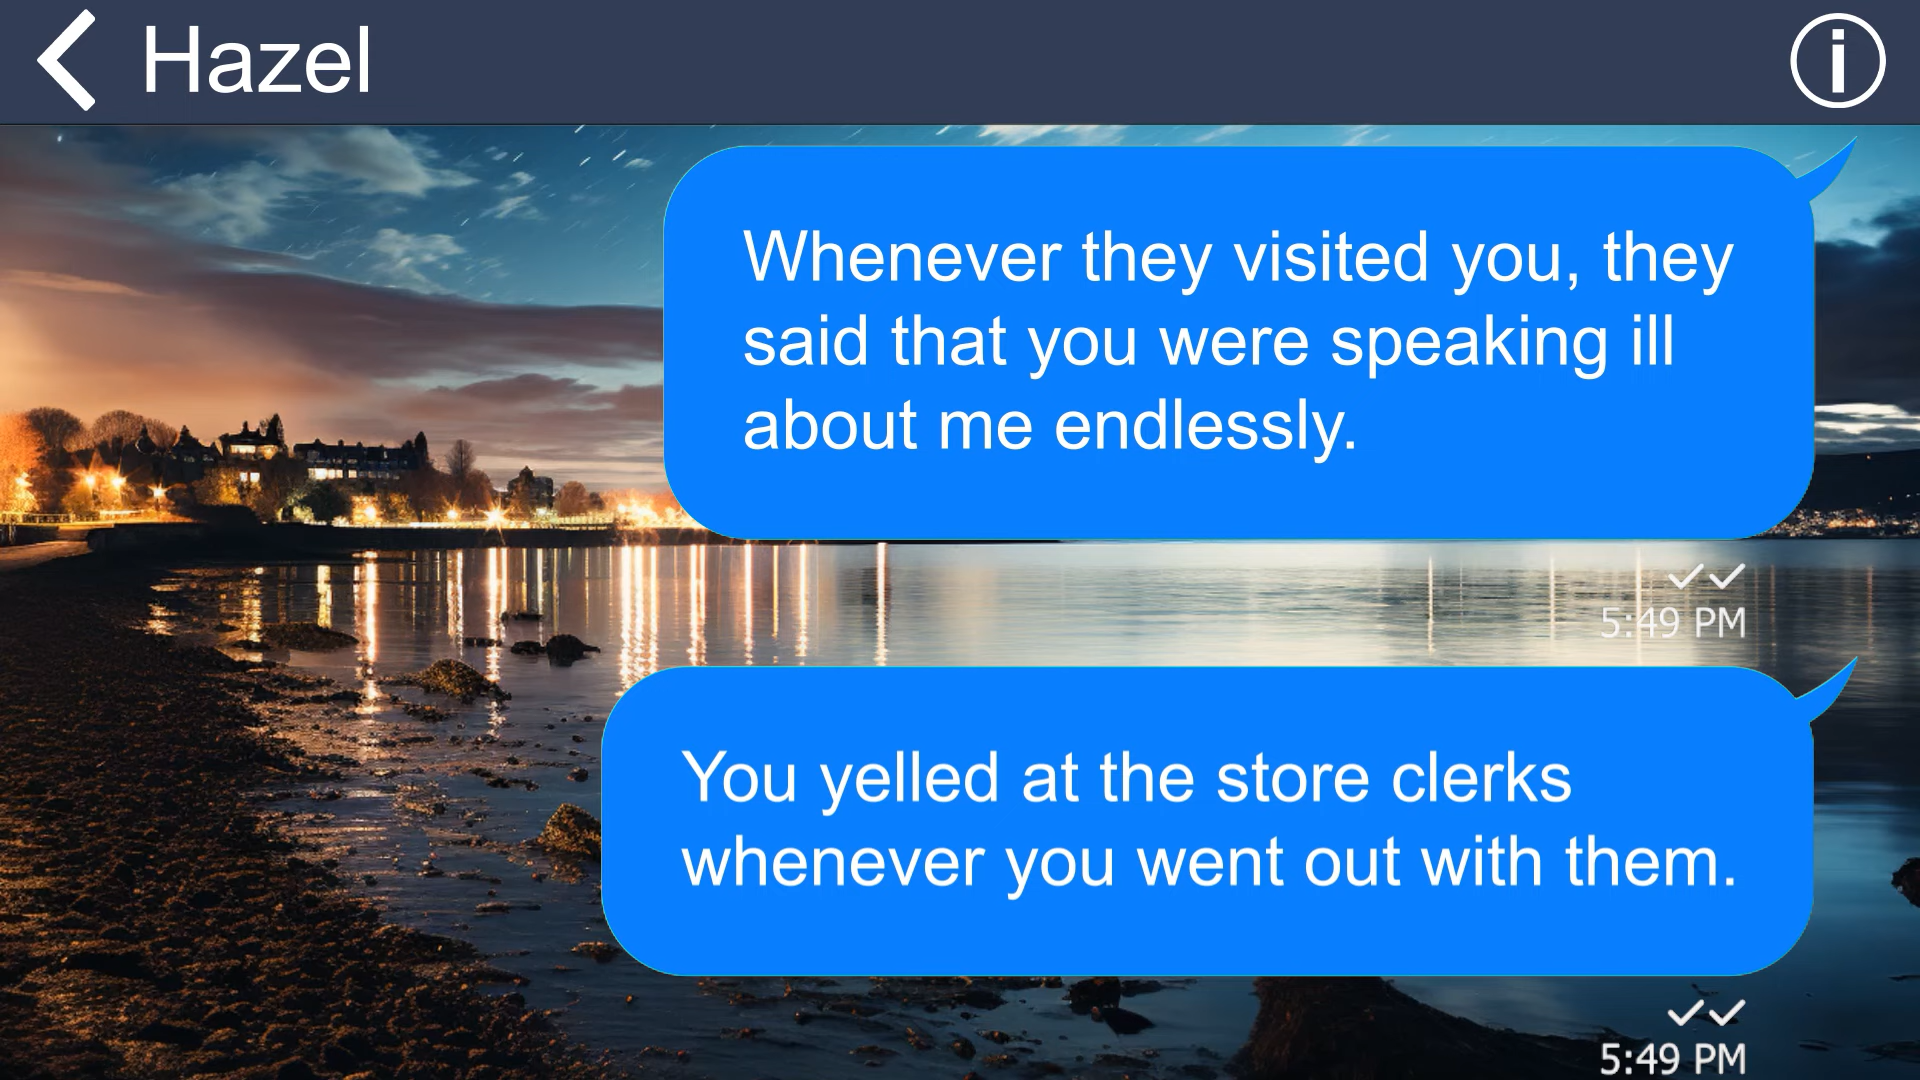 Hazel
Whenever they visited you, they
said that you were speaking ill
about me endlessly.
5:49 PM
You yelled at the store clerks
whenever you went out with them.
5:49 PM